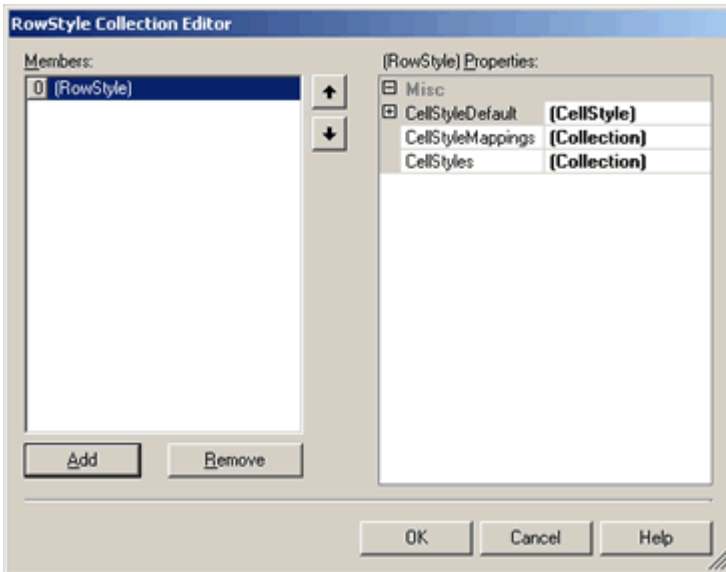 RowStyle Collection Editor
Members:
(RowStyle) Properties:
0 (RowStyle)
Misc
CellStyleDefault (CellStyle)
CellStyleMappings (Collection)
CellStyles (Collection)
Add Remove
OK Cancel Help